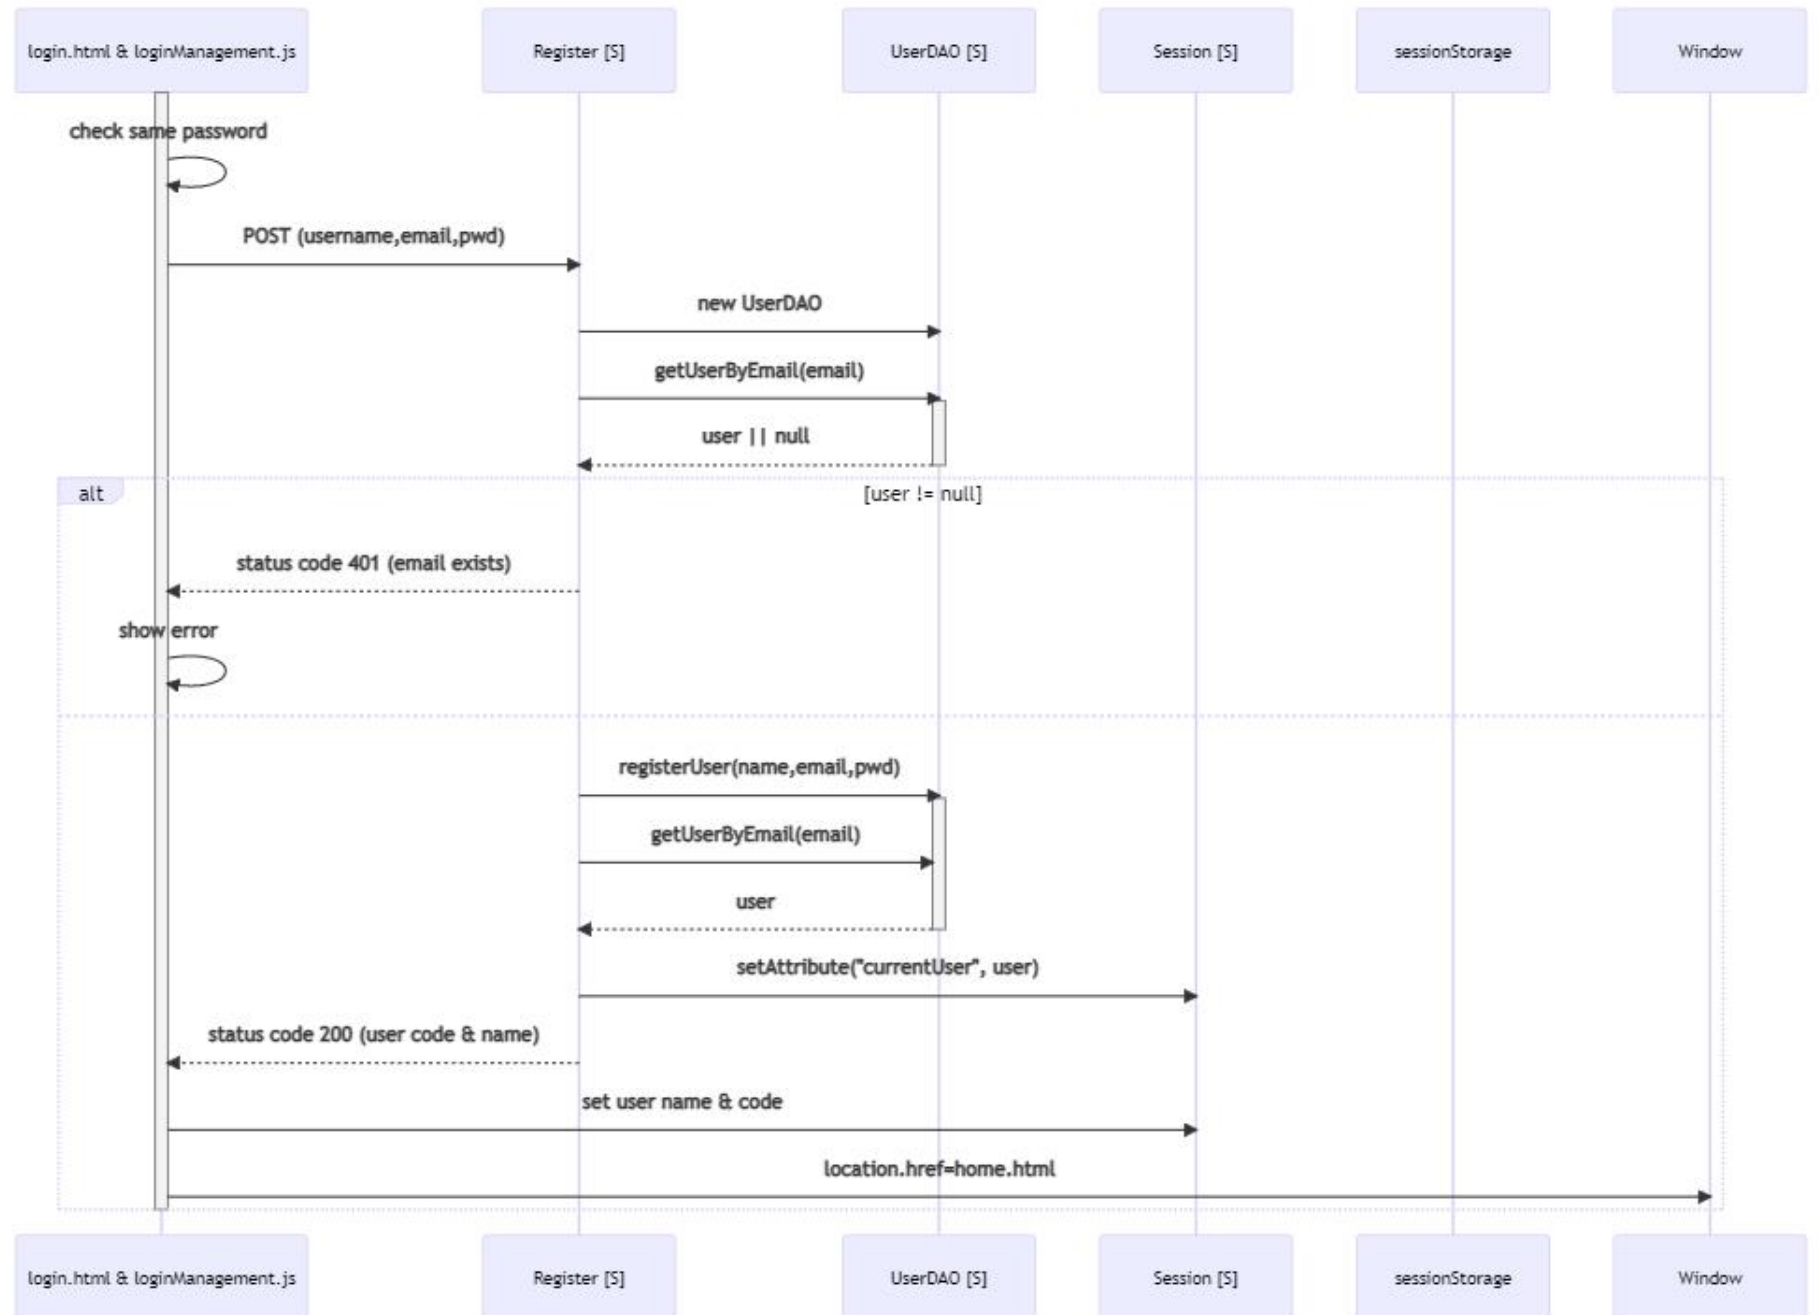 login.html & loginManagement.js
Register [S]
UserDAO [S]
Session [S]
sessionStorage
Window
check same password
POST (username,email,pwd)
new UserDAO
getUserByEmail(email)
user || null
alt
[user != null]
status code 401 (email exists)
show error
registerUser(name,email,pwd)
getUserByEmail(email)
user
setAttribute("currentUser", user)
status code 200 (user code & name)
set user name & code
location.href=home.html
login.html & loginManagement.js
Register [S]
UserDAO [S]
Session [S]
sessionStorage
Window